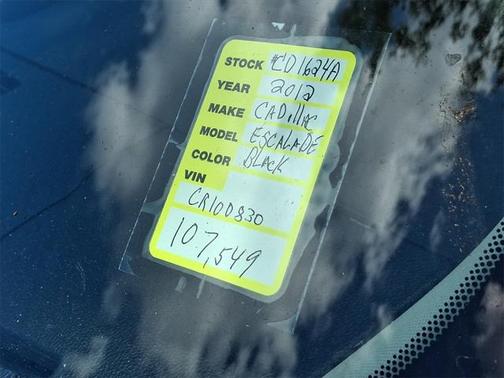 STOCK #CD1624A
YEAR 2012
MAKE CADillAC
MODEL ESCALADE
COLOR BLACK
VIN
CR100830
107,549